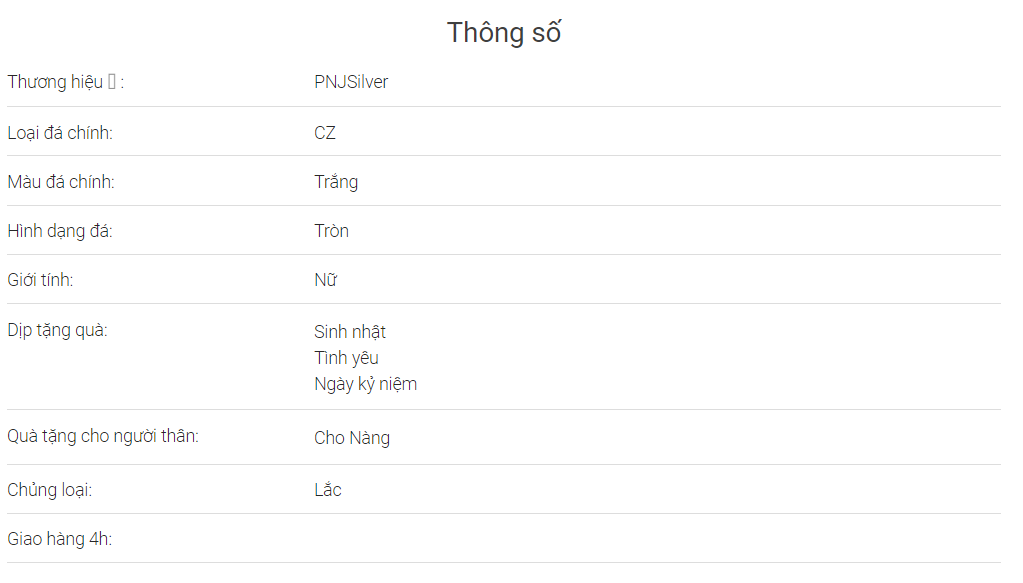 Thông số
Thương hiệu : PNJSilver
Loại đá chính: CZ
Màu đá chính: Trắng
Hình dạng đá: Tròn
Giới tính: Nữ
Dịp tặng quà: Sinh nhật
Tình yêu
Ngày kỷ niệm
Quà tặng cho người thân: Cho Nàng
Chủng loại: Lắc
Giao hàng 4h: